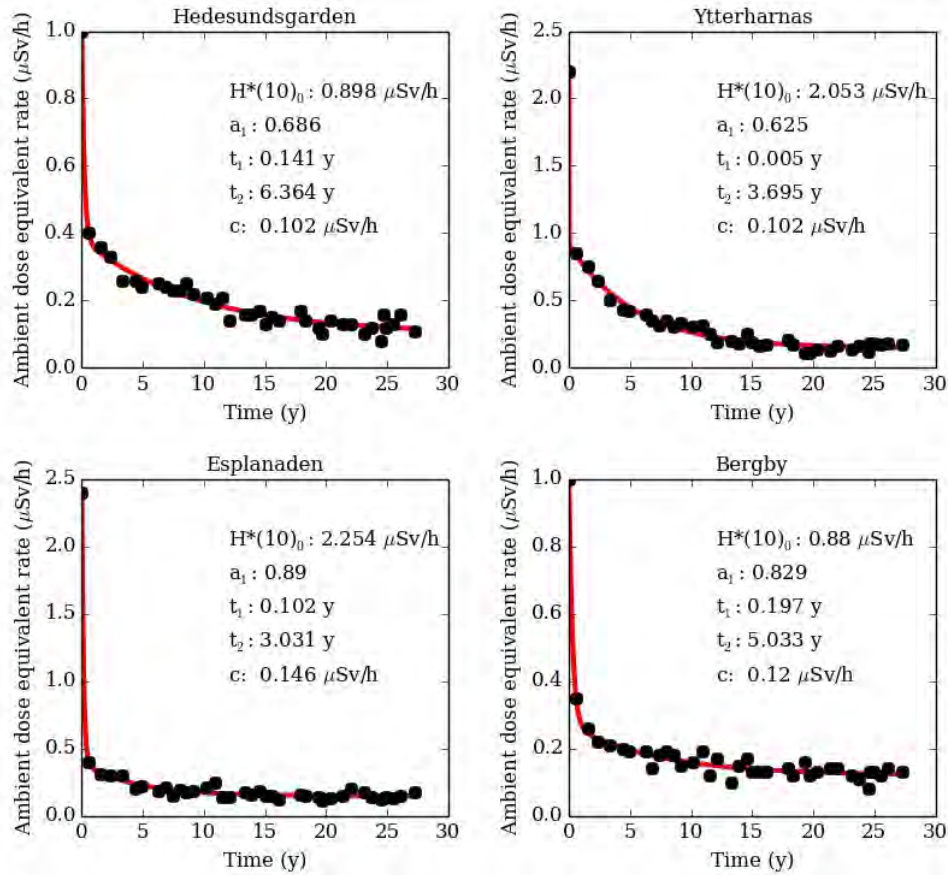 Hedesundsgarden
Ambient dose equivalent rate (μSv/h)
1.0
0.8
0.6
0.4
0.2
0.0
H*(10)₀ : 0.898 μSv/h
a₁ : 0.686
t₁ : 0.141 y
t₂ : 6.364 y
c: 0.102 μSv/h
0 5 10 15 20 25 30
Time (y)
Ytterharnas
Ambient dose equivalent rate (μSv/h)
2.5
2.0
1.5
1.0
0.5
0.0
H*(10)₀ : 2.053 μSv/h
a₁ : 0.625
t₁ : 0.005 y
t₂ : 3.695 y
c: 0.102 μSv/h
0 5 10 15 20 25 30
Time (y)
Esplanaden
Ambient dose equivalent rate (μSv/h)
2.5
2.0
1.5
1.0
0.5
0.0
H*(10)₀ : 2.254 μSv/h
a₁ : 0.89
t₁ : 0.102 y
t₂ : 3.031 y
c: 0.146 μSv/h
0 5 10 15 20 25 30
Time (y)
Bergby
Ambient dose equivalent rate (μSv/h)
1.0
0.8
0.6
0.4
0.2
0.0
H*(10)₀ : 0.88 μSv/h
a₁ : 0.829
t₁ : 0.197 y
t₂ : 5.033 y
c: 0.12 μSv/h
0 5 10 15 20 25 30
Time (y)